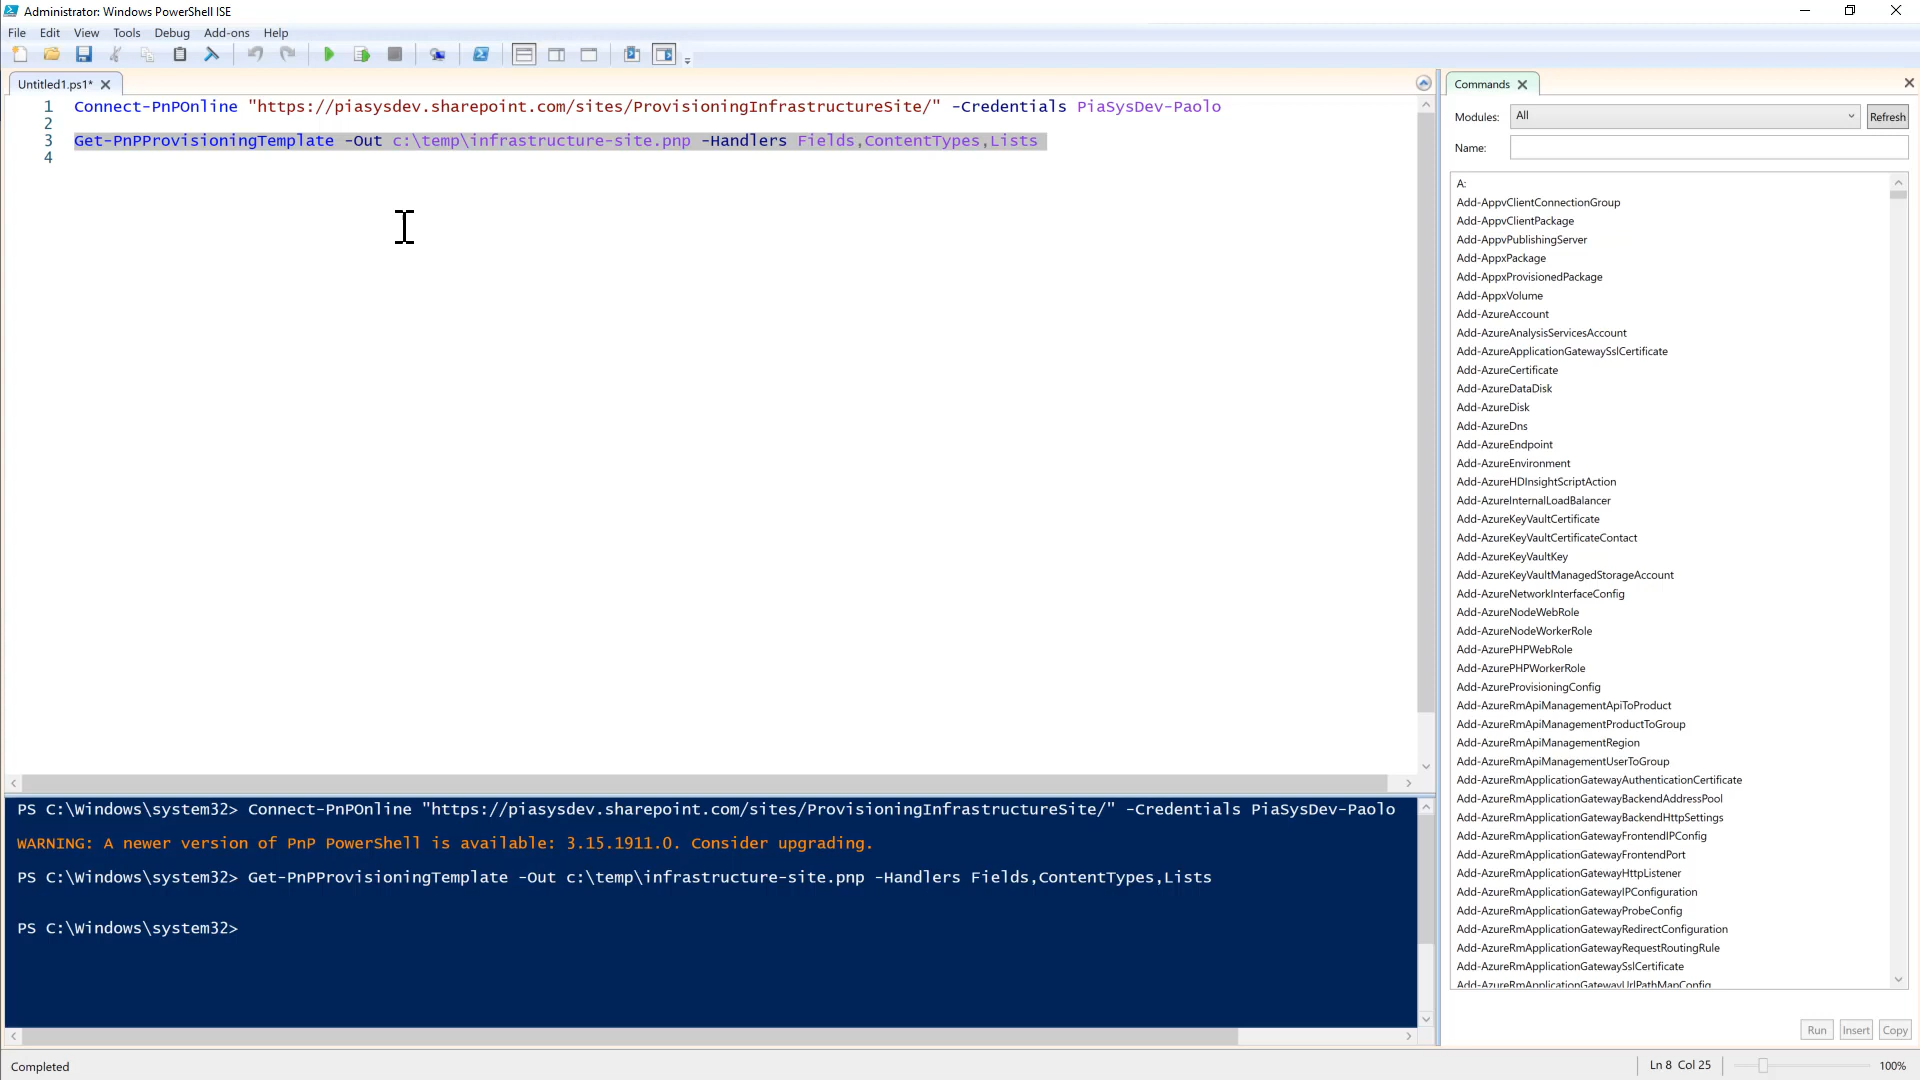 Administrator: Windows PowerShell ISE
File Edit View Tools Debug Add-ons Help
Untitled1.ps1*
1 Connect-PnPOnline "https://piasysdev.sharepoint.com/sites/ProvisioningInfrastructureSite/" -Credentials PiaSysDev-Paolo
2
3 Get-PnPProvisioningTemplate -Out c:\temp\infrastructure-site.pnp -Handlers Fields,ContentTypes,Lists
4
PS C:\Windows\system32> Connect-PnPOnline "https://piasysdev.sharepoint.com/sites/ProvisioningInfrastructureSite/" -Credentials PiaSysDev-Paolo
WARNING: A newer version of PnP PowerShell is available: 3.15.1911.0. Consider upgrading.
PS C:\Windows\system32> Get-PnPProvisioningTemplate -Out c:\temp\infrastructure-site.pnp -Handlers Fields,ContentTypes,Lists
PS C:\Windows\system32>
Commands
Modules: All Refresh
Name:
A:
Add-AppvClientConnectionGroup
Add-AppvClientPackage
Add-AppvPublishingServer
Add-AppxPackage
Add-AppxProvisionedPackage
Add-AppxVolume
Add-AzureAccount
Add-AzureAnalysisServicesAccount
Add-AzureApplicationGatewaySslCertificate
Add-AzureCertificate
Add-AzureDataDisk
Add-AzureDisk
Add-AzureDns
Add-AzureEndpoint
Add-AzureEnvironment
Add-AzureHDInsightScriptAction
Add-AzureInternalLoadBalancer
Add-AzureKeyVaultCertificate
Add-AzureKeyVaultCertificateContact
Add-AzureKeyVaultKey
Add-AzureKeyVaultManagedStorageAccount
Add-AzureNetworkInterfaceConfig
Add-AzureNodeWebRole
Add-AzureNodeWorkerRole
Add-AzurePHPWebRole
Add-AzurePHPWorkerRole
Add-AzureProvisioningConfig
Add-AzureRmApiManagementApiToProduct
Add-AzureRmApiManagementProductToGroup
Add-AzureRmApiManagementRegion
Add-AzureRmApiManagementUserToGroup
Add-AzureRmApplicationGatewayAuthenticationCertificate
Add-AzureRmApplicationGatewayBackendAddressPool
Add-AzureRmApplicationGatewayBackendHttpSettings
Add-AzureRmApplicationGatewayFrontendIPConfig
Add-AzureRmApplicationGatewayFrontendPort
Add-AzureRmApplicationGatewayHttpListener
Add-AzureRmApplicationGatewayIPConfiguration
Add-AzureRmApplicationGatewayProbeConfig
Add-AzureRmApplicationGatewayRedirectConfiguration
Add-AzureRmApplicationGatewayRequestRoutingRule
Add-AzureRmApplicationGatewaySslCertificate
Add-AzureRmApplicationGatewayUrlPathMapConfig
Run Insert Copy
Completed
Ln 8 Col 25
100%